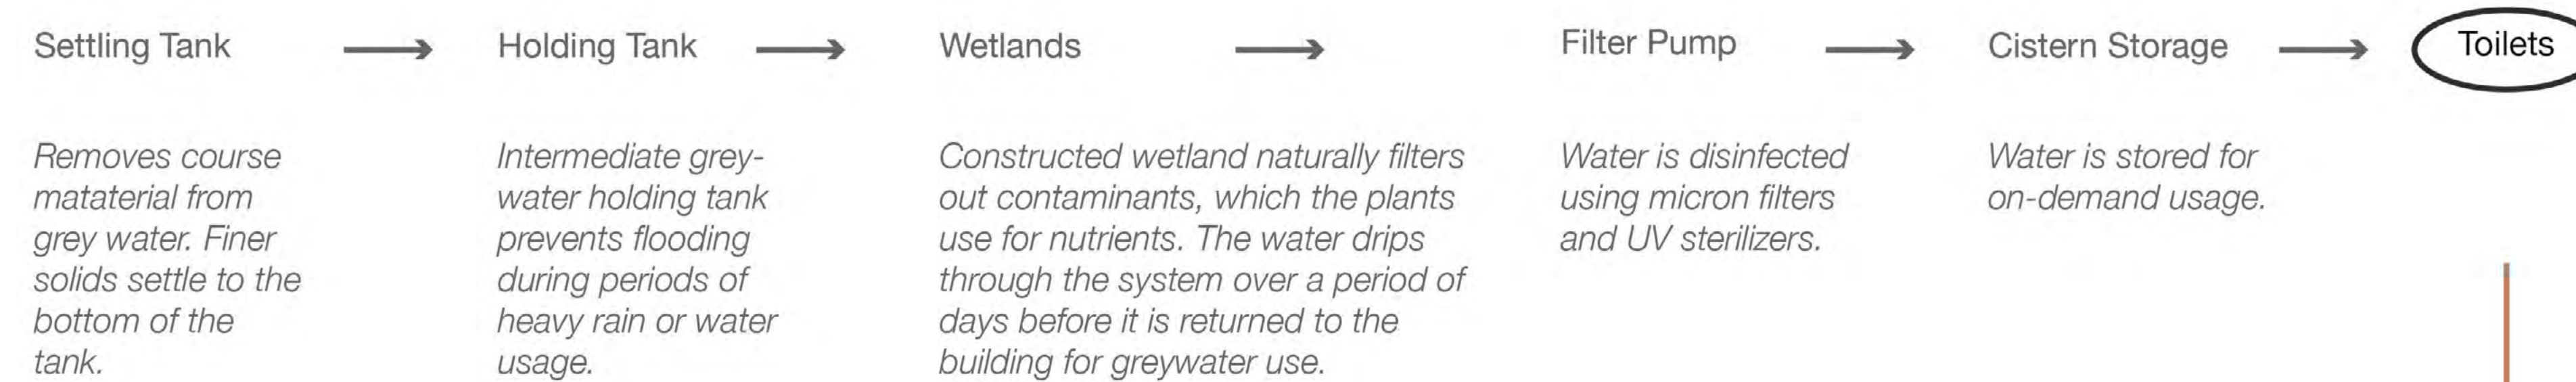 Settling Tank
Holding Tank
Wetlands
Filter Pump
Cistern Storage
Toilets
Removes course
mataterial from
grey water. Finer
solids settle to the
bottom of the
tank.
Intermediate grey-
water holding tank
prevents flooding
during periods of
heavy rain or water
usage.
Constructed wetland naturally filters
out contaminants, which the plants
use for nutrients. The water drips
through the system over a period of
days before it is returned to the
building for greywater use.
Water is disinfected
using micron filters
and UV sterilizers.
Water is stored for
on-demand usage.